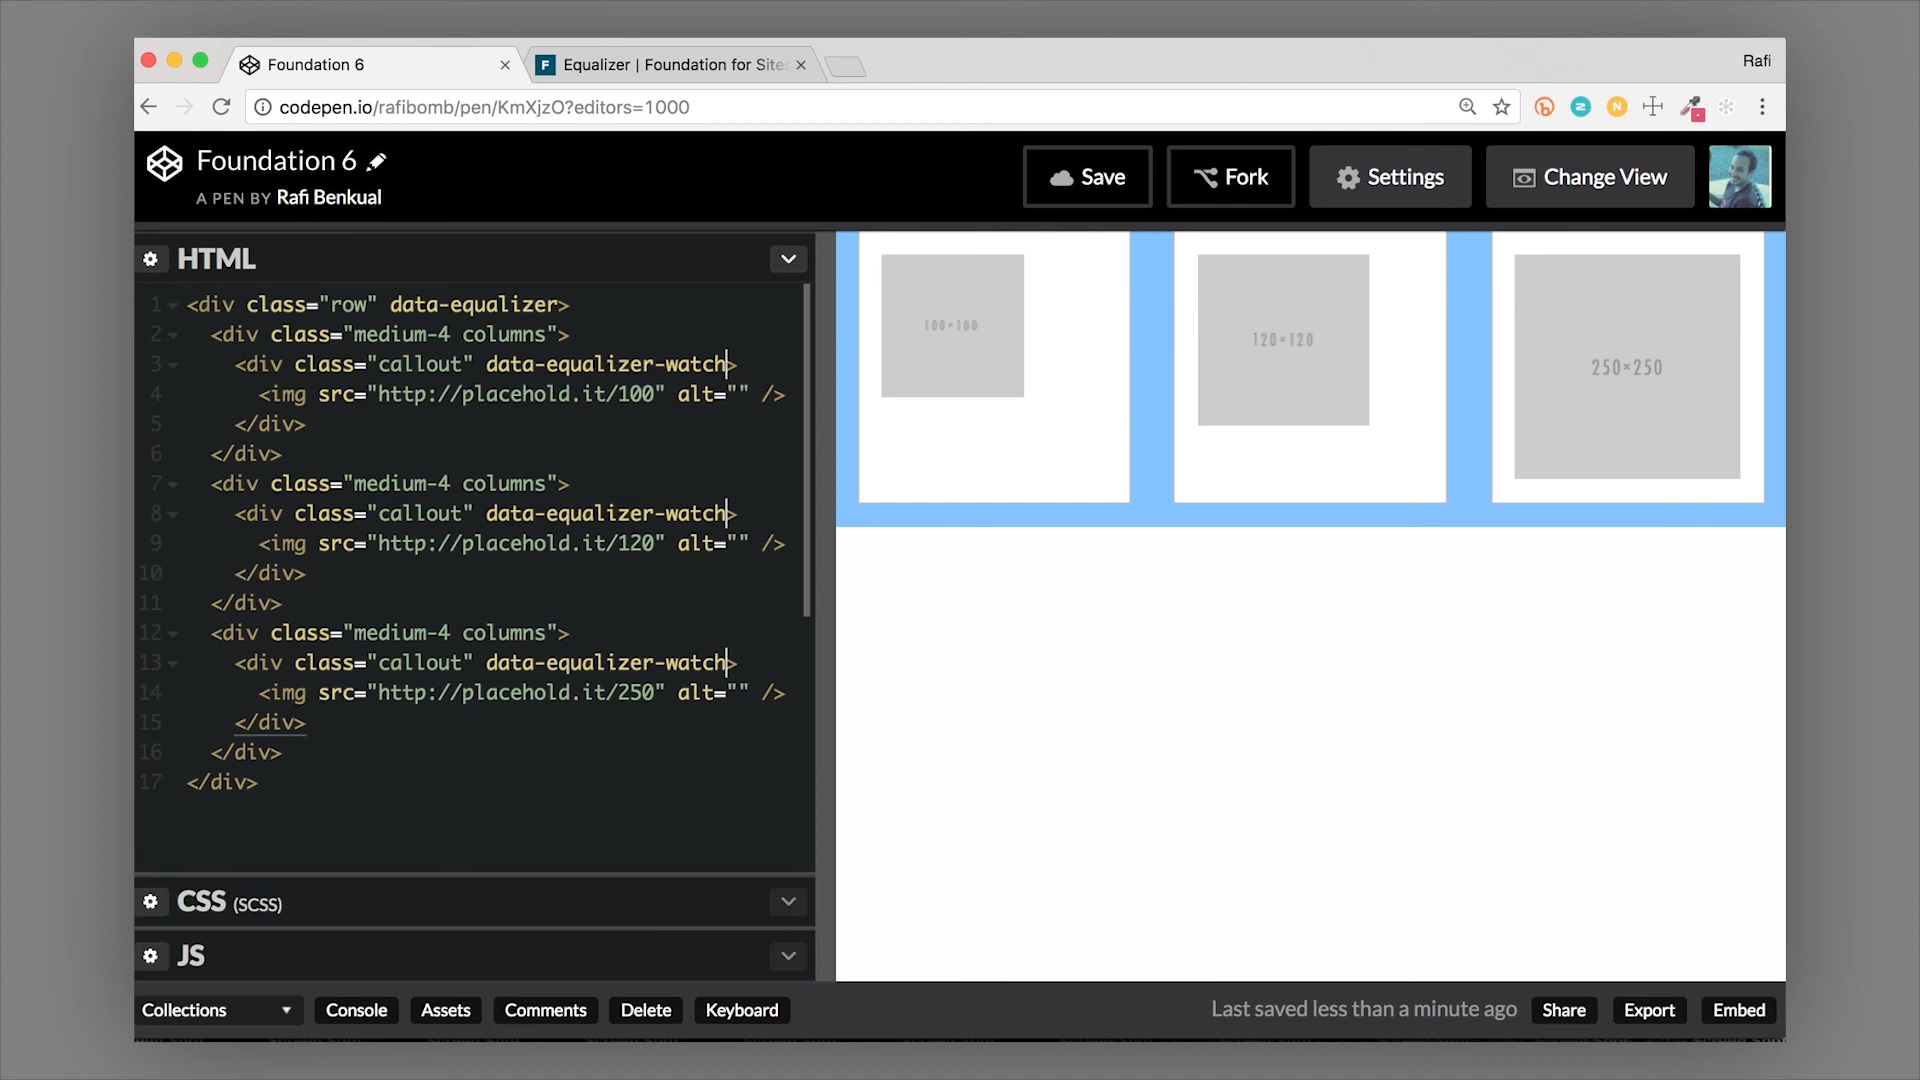 Foundation 6
Equalizer | Foundation for Sites
Rafi
codepen.io/rafibomb/pen/KmXjzO?editors=1000
Foundation 6
A PEN BY Rafi Benkual
Save
Fork
Settings
Change View
HTML
1 <div class="row" data-equalizer>
2 <div class="medium-4 columns">
3 <div class="callout" data-equalizer-watch>
4 <img src="http://placehold.it/100" alt="" />
5 </div>
6 </div>
7 <div class="medium-4 columns">
8 <div class="callout" data-equalizer-watch>
9 <img src="http://placehold.it/120" alt="" />
10 </div>
11 </div>
12 <div class="medium-4 columns">
13 <div class="callout" data-equalizer-watch>
14 <img src="http://placehold.it/250" alt="" />
15 </div>
16 </div>
17 </div>
100×100
120×120
250×250
CSS (SCSS)
JS
Collections
Console
Assets
Comments
Delete
Keyboard
Last saved less than a minute ago
Share
Export
Embed